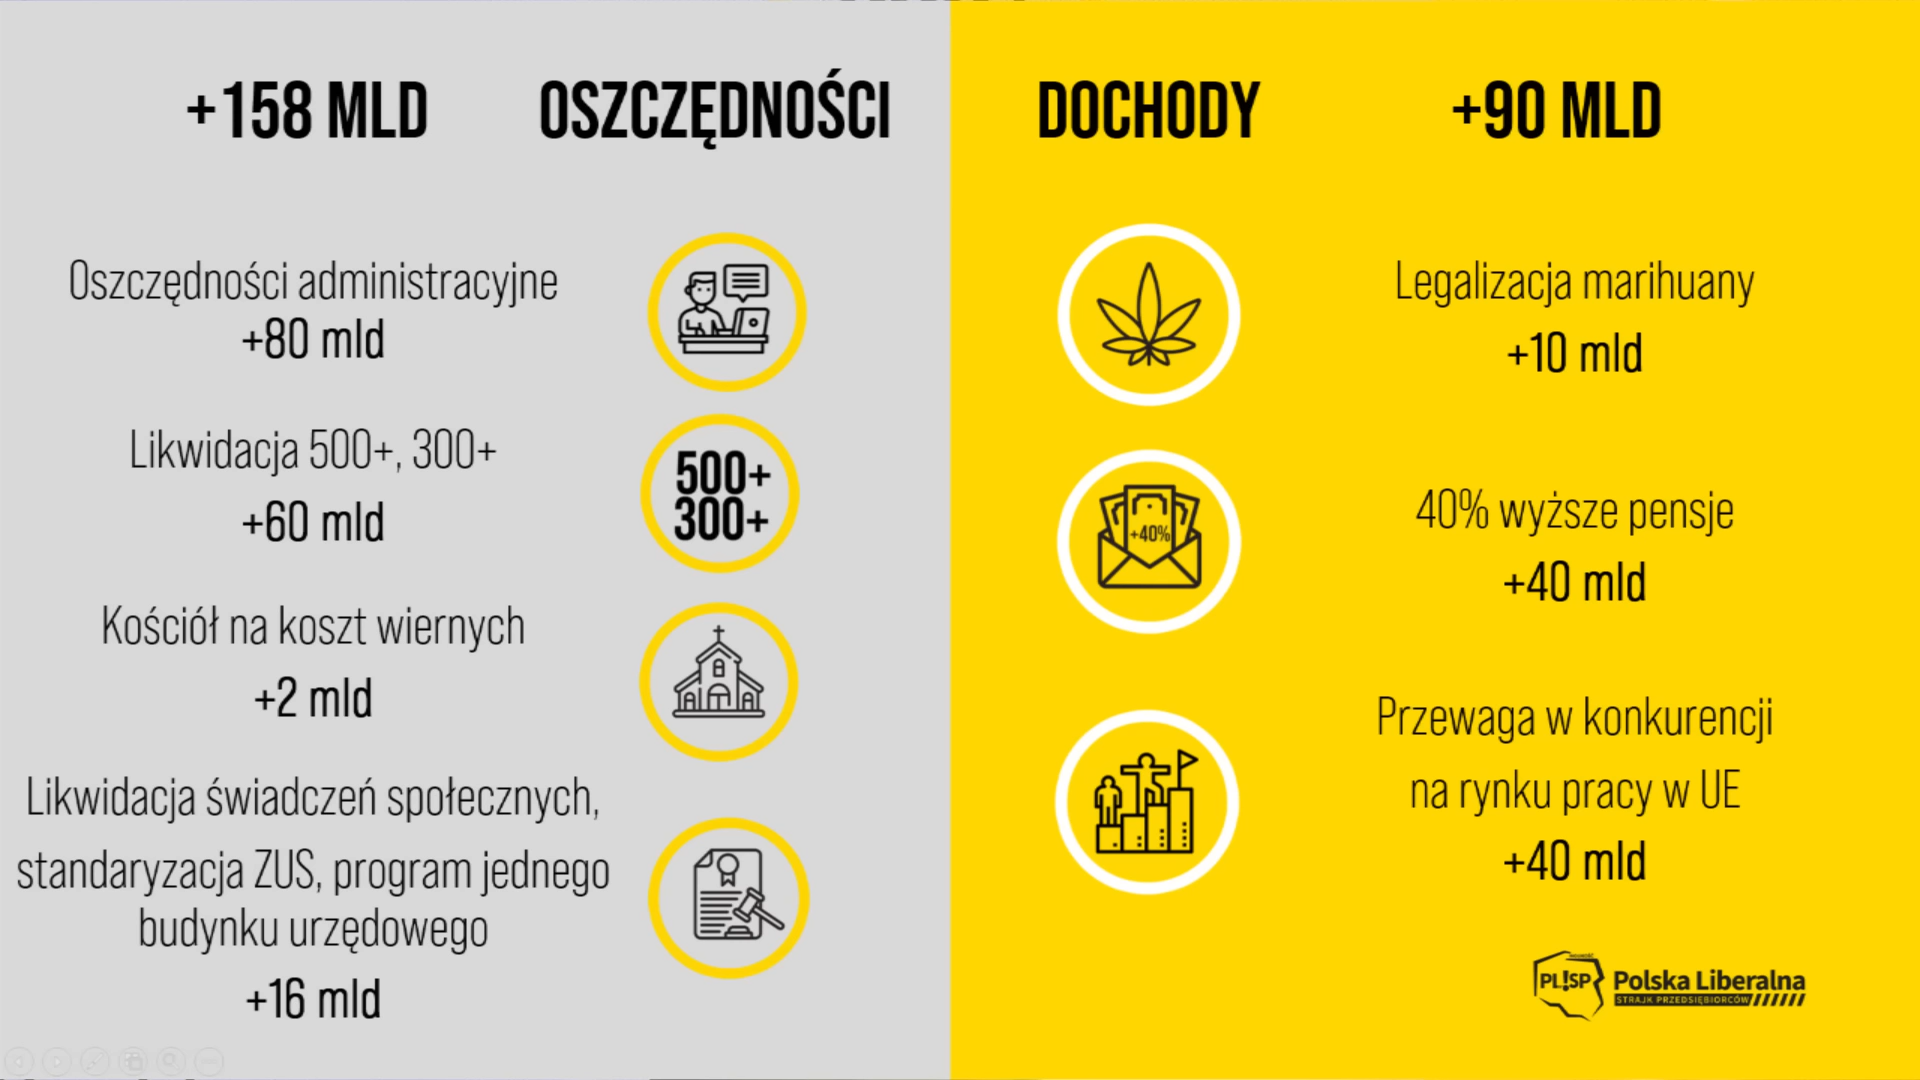 +158 MLD
OSZCZĘDNOŚCI
Oszczędności administracyjne
+80 mld
Likwidacja 500+, 300+
+60 mld
500+
300+
Kościół na koszt wiernych
+2 mld
Likwidacja świadczeń społecznych,
standaryzacja ZUS, program jednego
budynku urzędowego
+16 mld
DOCHODY
+90 MLD
Legalizacja marihuany
+10 mld
+40%
40% wyższe pensje
+40 mld
Przewaga w konkurencji
na rynku pracy w UE
+40 mld
PL!SP
Polska Liberalna
STRAJK PRZEDSIĘBIORCÓW